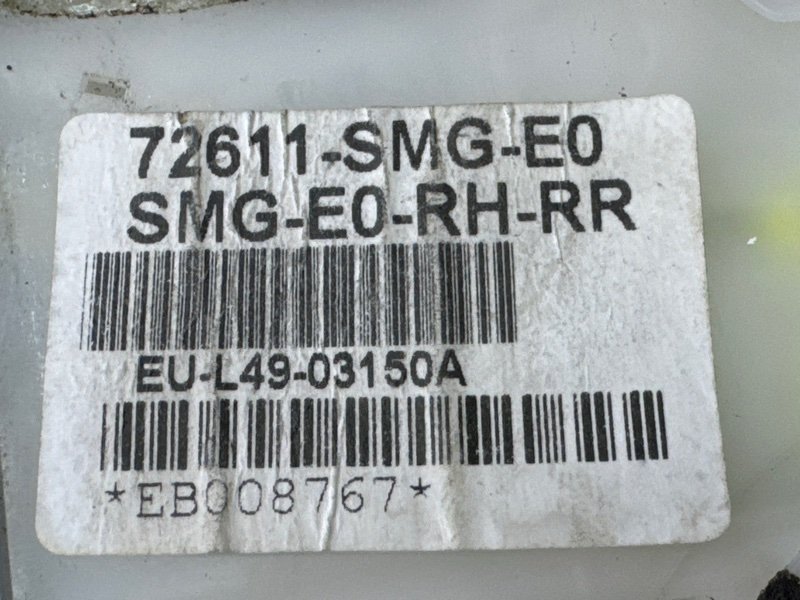 72611-SMG-E0
SMG-E0-RH-RR
EU-L49-03150A
*EB008767*